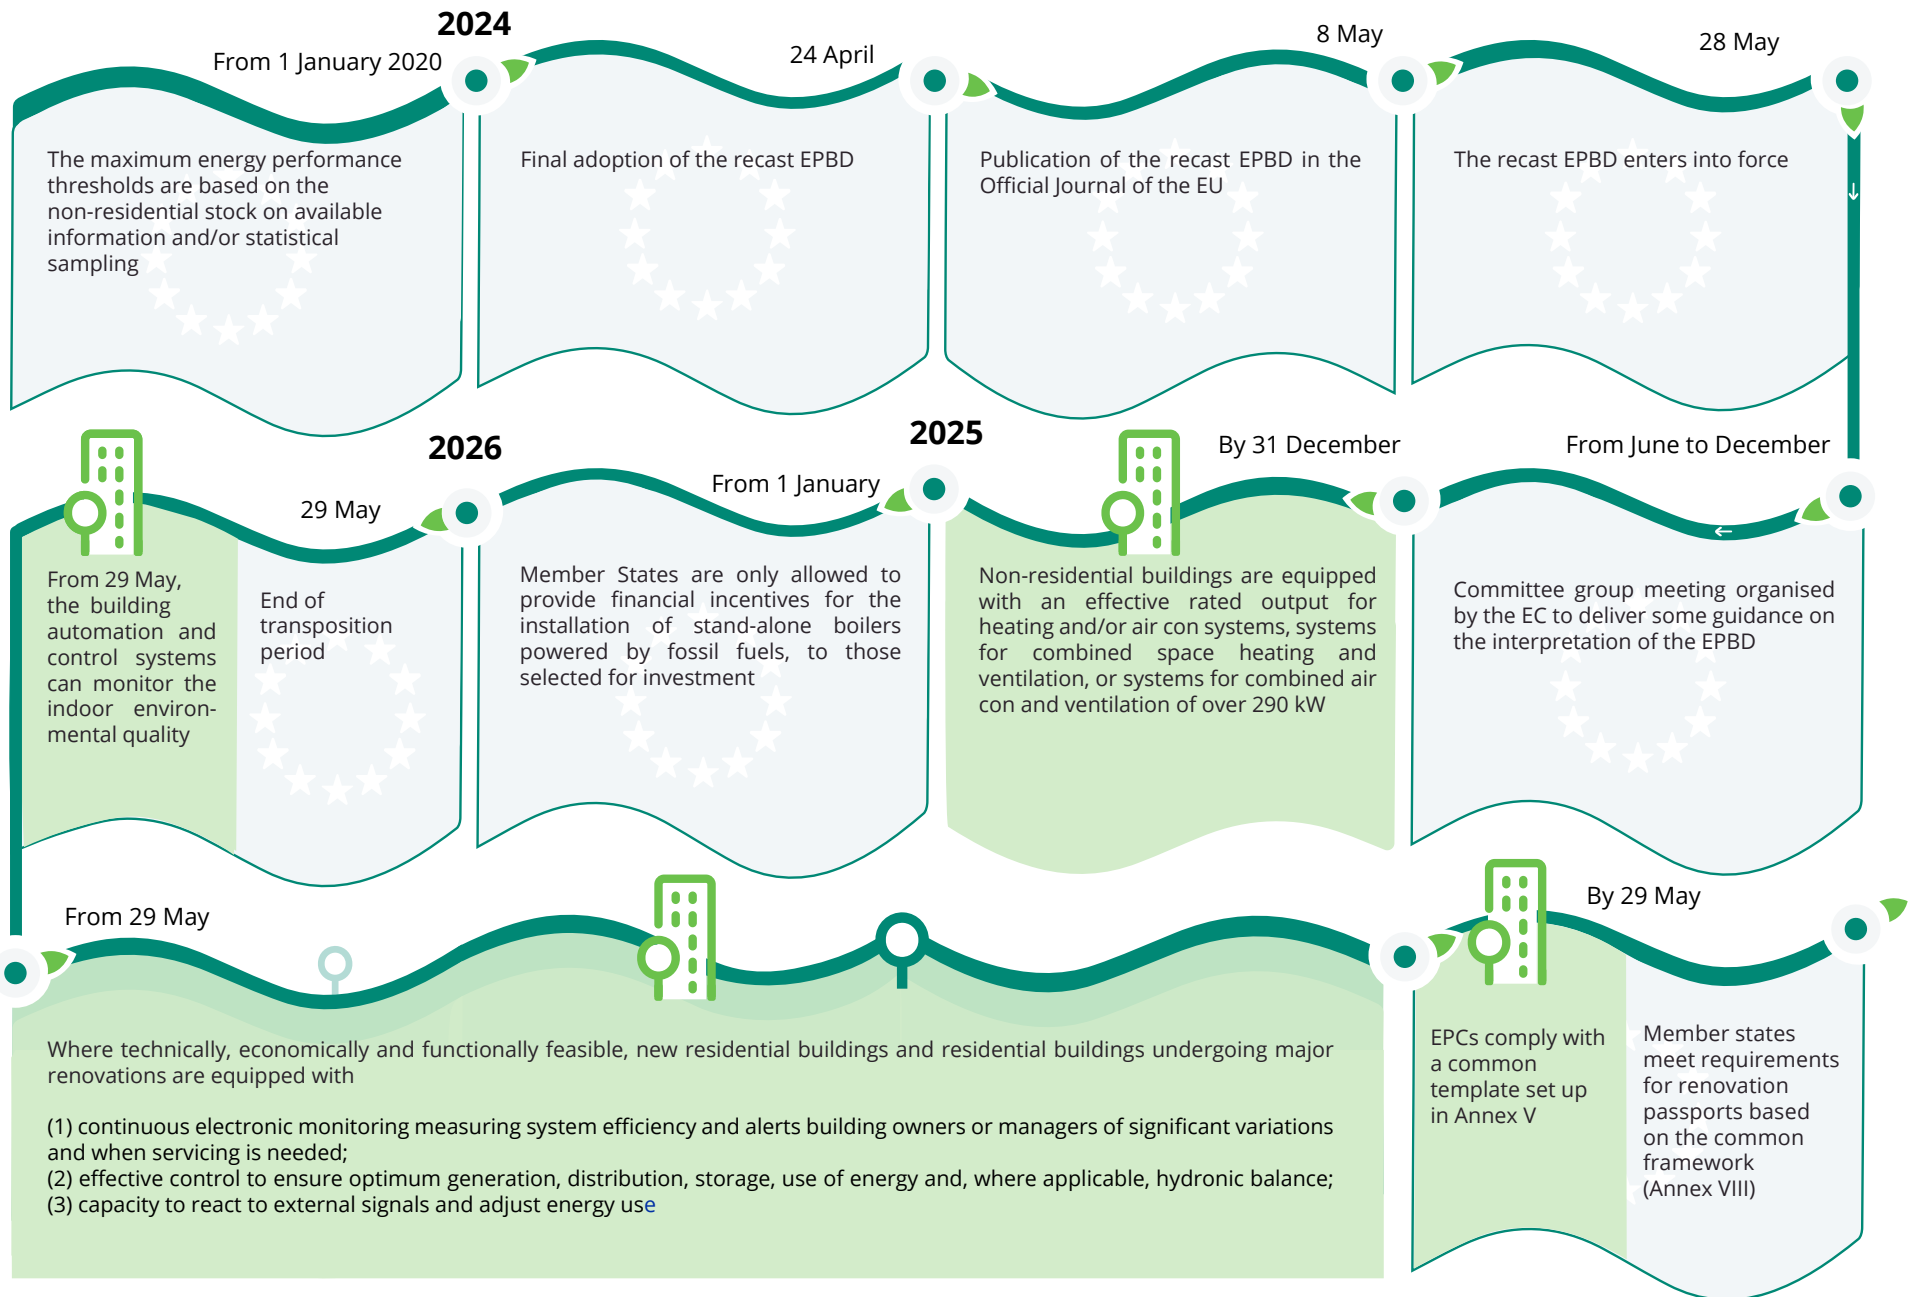 2024
From 1 January 2020
The maximum energy performance
thresholds are based on the
non-residential stock on available
information and/or statistical
sampling
24 April
Final adoption of the recast EPBD
8 May
Publication of the recast EPBD in the
Official Journal of the EU
28 May
The recast EPBD enters into force
From June to December
Committee group meeting organised
by the EC to deliver some guidance on
the interpretation of the EPBD
By 31 December
Non-residential buildings are equipped
with an effective rated output for
heating and/or air con systems, systems
for combined space heating and
ventilation, or systems for combined air
con and ventilation of over 290 kW
2025
From 1 January
Member States are only allowed to
provide financial incentives for the
installation of stand-alone boilers
powered by fossil fuels, to those
selected for investment
2026
29 May
End of
transposition
period
From 29 May,
the building
automation and
control systems
can monitor the
indoor environ-
mental quality
From 29 May
Where technically, economically and functionally feasible, new residential buildings and residential buildings undergoing major
renovations are equipped with
(1) continuous electronic monitoring measuring system efficiency and alerts building owners or managers of significant variations
and when servicing is needed;
(2) effective control to ensure optimum generation, distribution, storage, use of energy and, where applicable, hydronic balance;
(3) capacity to react to external signals and adjust energy use
By 29 May
EPCs comply with
a common
template set up
in Annex V
Member states
meet requirements
for renovation
passports based
on the common
framework
(Annex VIII)